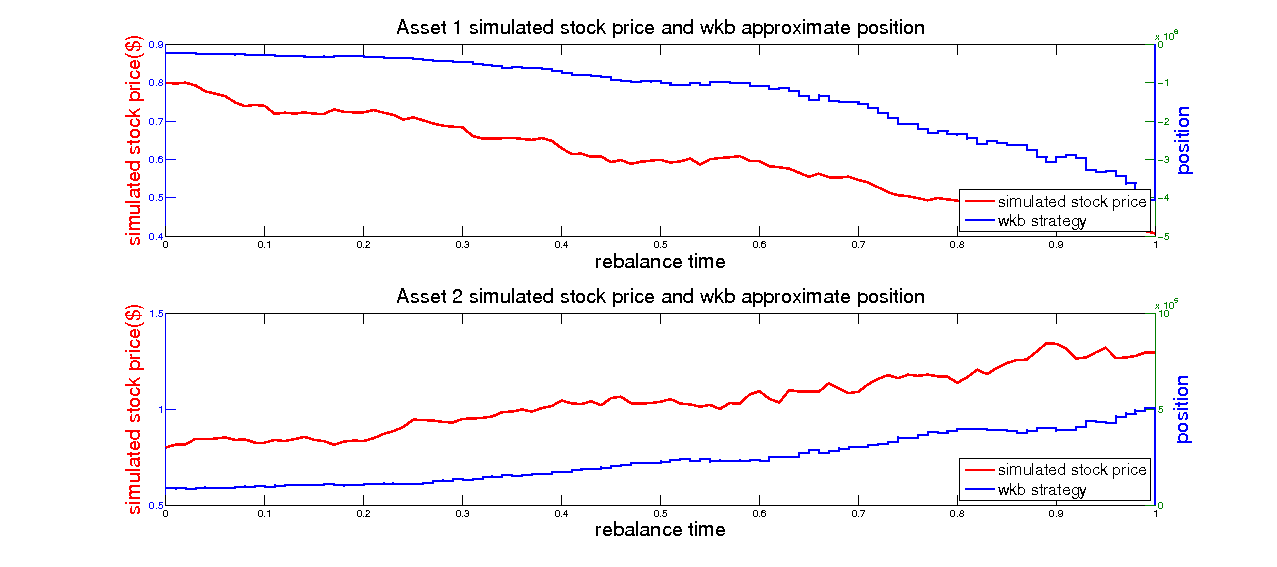 Asset 1 simulated stock price and wkb approximate position
simulated stock price($)
0.9
0.8
0.7
0.6
0.5
0.4
0
-1
-2
-3
-4
-5
position
simulated stock price
wkb strategy
0 0.1 0.2 0.3 0.4 0.5 0.6 0.7 0.8 0.9 1
rebalance time
Asset 2 simulated stock price and wkb approximate position
simulated stock price($)
1.5
1
0.5
10
5
0
position
simulated stock price
wkb strategy
0 0.1 0.2 0.3 0.4 0.5 0.6 0.7 0.8 0.9 1
rebalance time